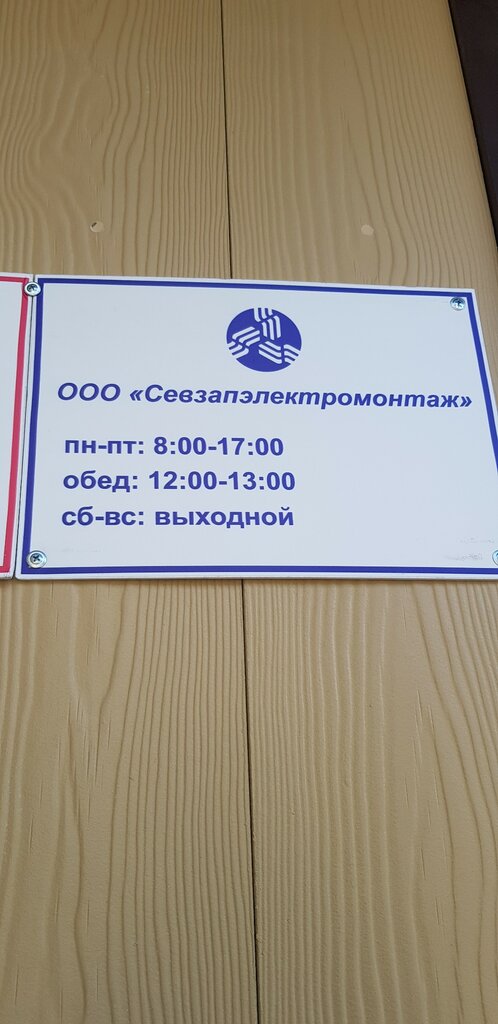 ООО «Севзапэлектромонтаж»
пн-пт: 8:00-17:00
обед: 12:00-13:00
сб-вс: выходной